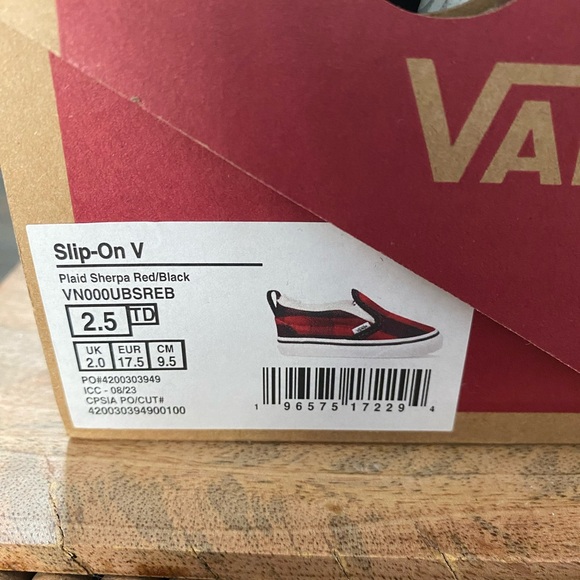 VAN
Slip-On V
Plaid Sherpa Red/Black
VN000UBSREB
2.5 TD
UK EUR CM
2.0 17.5 9.5
PO#4200303949
ICC - 08/23
CPSIA PO/CUT#
420030394900100
1 96575 17229 4